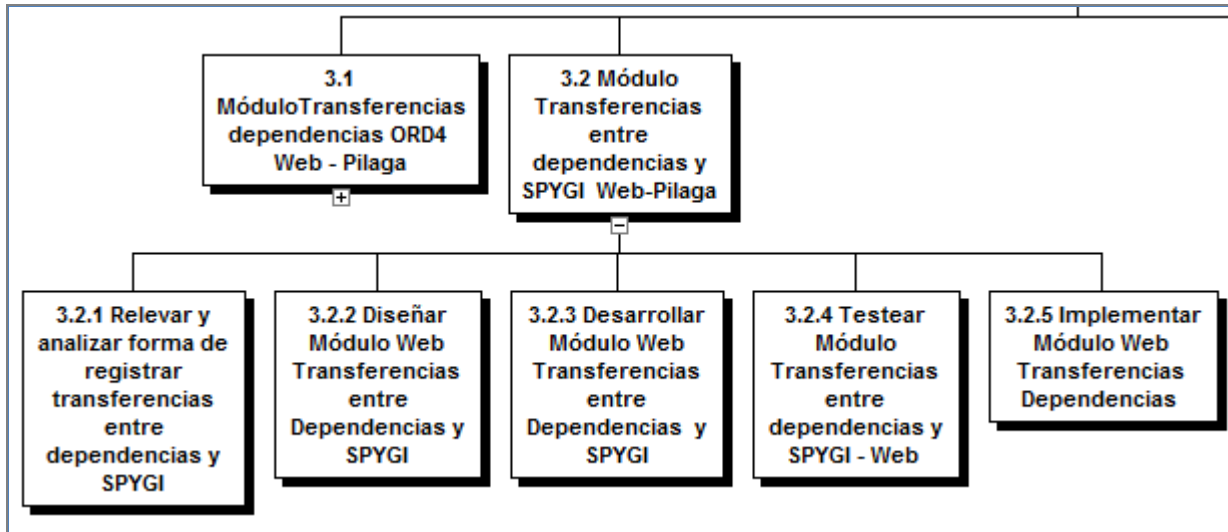 3.1
MóduloTransferencias
dependencias ORD4
Web - Pilaga
3.2 Módulo
Transferencias
entre
dependencias y
SPYGI Web-Pilaga
3.2.1 Relevar y
analizar forma de
registrar
transferencias
entre
dependencias y
SPYGI
3.2.2 Diseñar
Módulo Web
Transferencias
entre
Dependencias y
SPYGI
3.2.3 Desarrollar
Módulo Web
Transferencias
entre
Dependencias y
SPYGI
3.2.4 Testear
Módulo
Transferencias
entre
dependencias y
SPYGI - Web
3.2.5 Implementar
Módulo Web
Transferencias
Dependencias